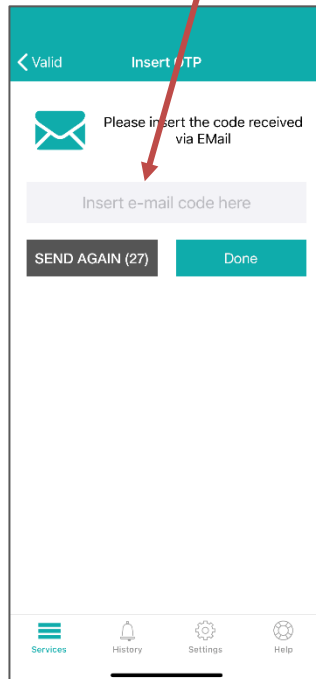 Valid
Insert OTP
Please insert the code received
via EMail
Insert e-mail code here
SEND AGAIN (27)
Done
Services
History
Settings
Help